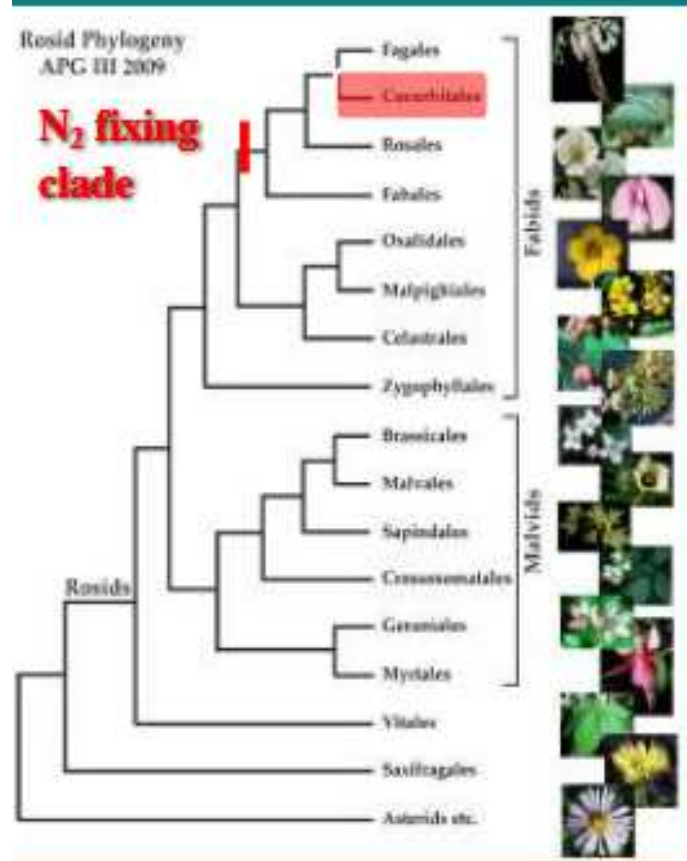 Rosid Phylogeny
APG III 2009
N₂ fixing
clade
Fagales
Cucurbitales
Rosales
Fabales
Oxalidales
Malpighiales
Celastrales
Zygophyllales
Fabids
Brassicales
Malvales
Sapindales
Crossosomatales
Geraniales
Myrtales
Malvids
Rosids
Vitales
Saxifragales
Asterids etc.